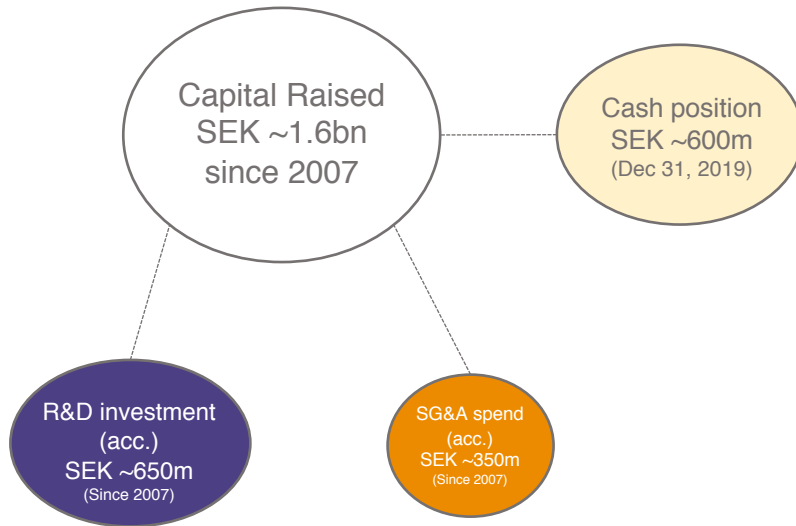 Capital Raised
SEK ~1.6bn
since 2007
Cash position
SEK ~600m
(Dec 31, 2019)
R&D investment
(acc.)
SEK ~650m
(Since 2007)
SG&A spend
(acc.)
SEK ~350m
(Since 2007)